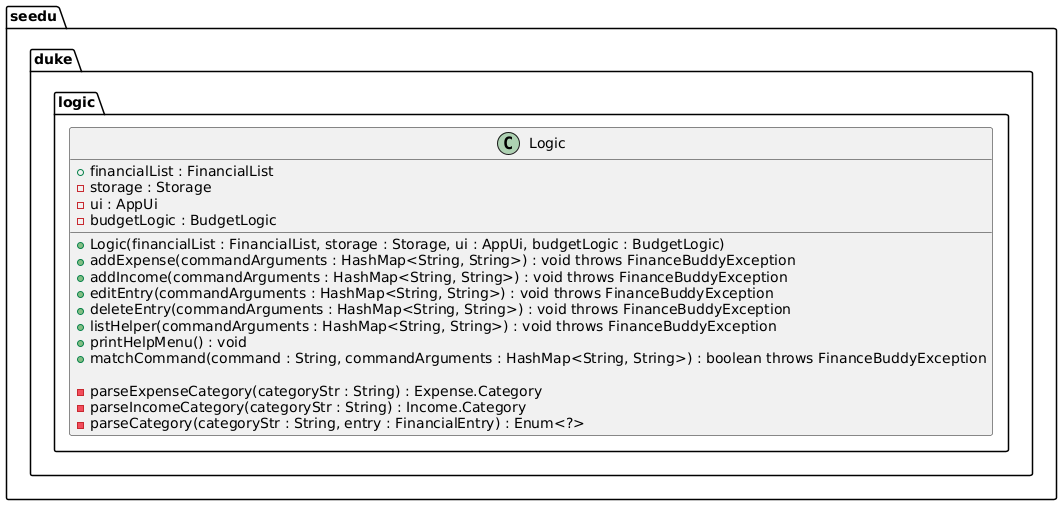 seedu
duke
logic
C Logic
financialList : FinancialList
storage : Storage
ui : AppUi
budgetLogic : BudgetLogic
Logic(financialList : FinancialList, storage : Storage, ui : AppUi, budgetLogic : BudgetLogic)
addExpense(commandArguments : HashMap<String, String>) : void throws FinanceBuddyException
addIncome(commandArguments : HashMap<String, String>) : void throws FinanceBuddyException
editEntry(commandArguments : HashMap<String, String>) : void throws FinanceBuddyException
deleteEntry(commandArguments : HashMap<String, String>) : void throws FinanceBuddyException
listHelper(commandArguments : HashMap<String, String>) : void throws FinanceBuddyException
printHelpMenu() : void
matchCommand(command : String, commandArguments : HashMap<String, String>) : boolean throws FinanceBuddyException
parseExpenseCategory(categoryStr : String) : Expense.Category
parseIncomeCategory(categoryStr : String) : Income.Category
parseCategory(categoryStr : String, entry : FinancialEntry) : Enum<?>